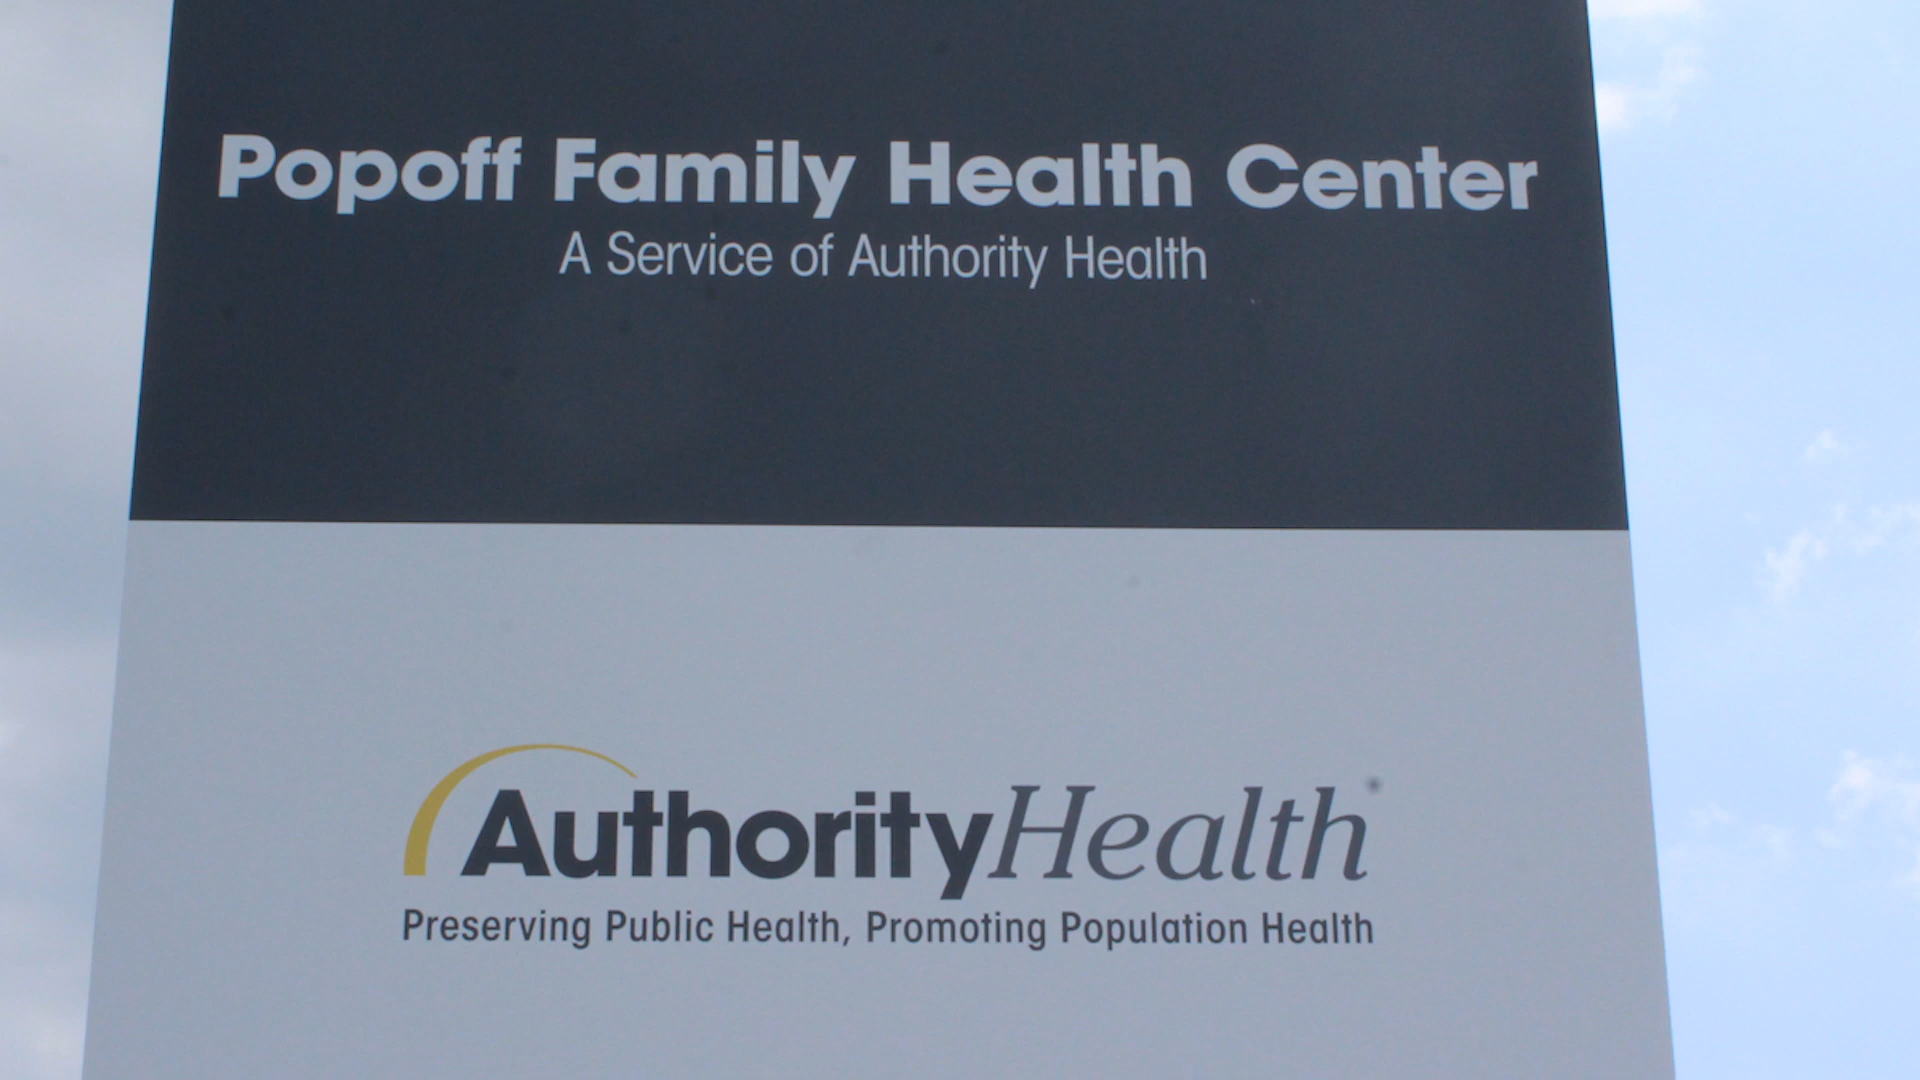 Popoff Family Health Center
A Service of Authority Health
AuthorityHealth
Preserving Public Health, Promoting Population Health